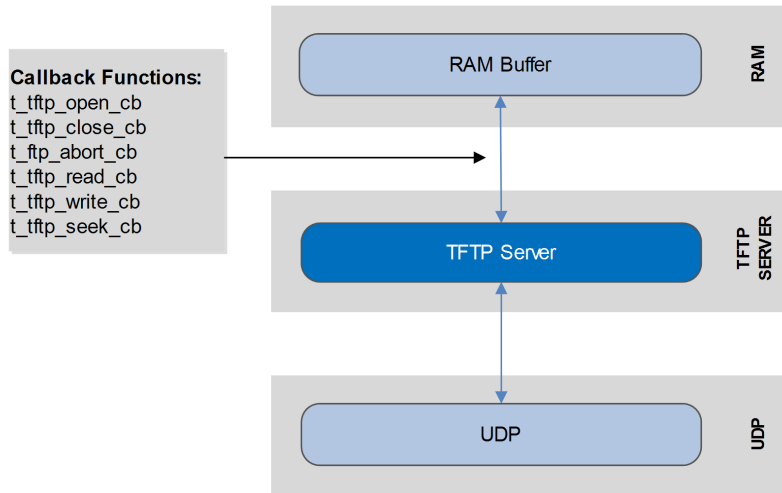 Callback Functions:
t_tftp_open_cb
t_tftp_close_cb
t_ftp_abort_cb
t_tftp_read_cb
t_tftp_write_cb
t_tftp_seek_cb
RAM Buffer
RAM
TFTP Server
TFTP
SERVER
UDP
UDP